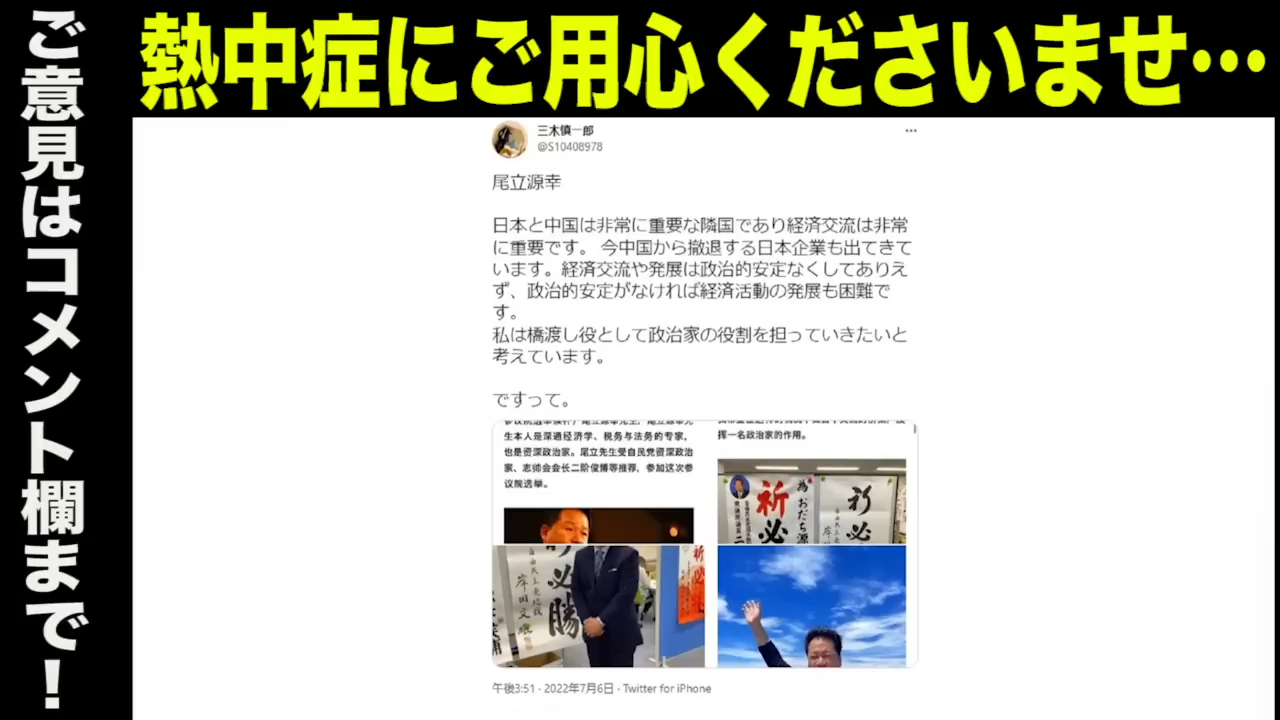 熱中症にご用心くださいませ…
ご意見はコメント欄まで！
三木慎一郎
@S10408978
尾立源幸
日本と中国は非常に重要な隣国であり経済交流は非常
に重要です。 今中国から撤退する日本企業も出てきて
います。経済交流や発展は政治的安定なくしてありえ
ず、政治的安定がなければ経済活動の発展も困難で
す。
私は橋渡し役として政治家の役割を担っていきたいと
考えています。
ですって。
生本人是深通经济学、税务与法务的专家，
也是资深政治家。尾立先生受自民党资深政治
家、志帅会会长二阶俊博等推荐，参加这次参
议院选举。
挥一名政治家的作用。
祈必
為 おだち源
祈必
必勝
岸田文雄
祈必
午後3:51 · 2022年7月6日 · Twitter for iPhone